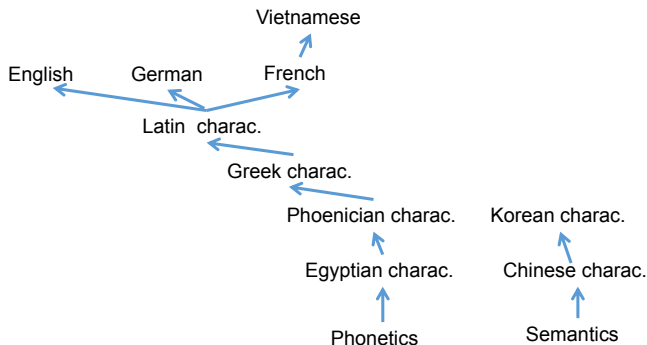 Vietnamese
English German French
Latin charac.
Greek charac.
Phoenician charac. Korean charac.
Egyptian charac. Chinese charac.
Phonetics Semantics